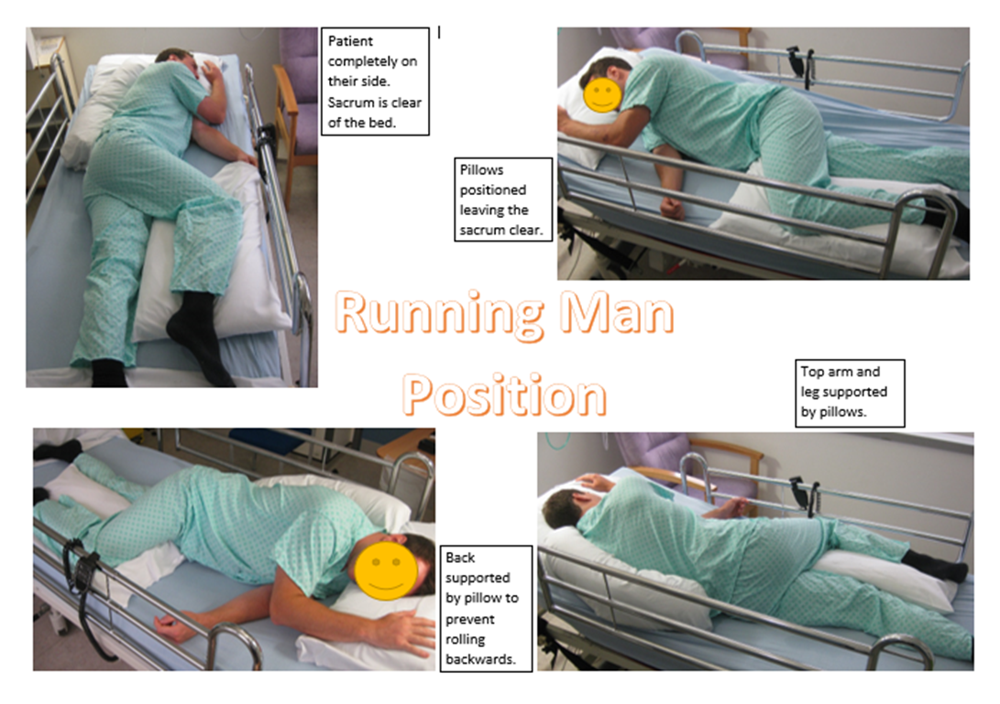 Patient
completely on
their side.
Sacrum is clear
of the bed.
Pillows
positioned
leaving the
sacrum clear.
Running Man
Position
Top arm and
leg supported
by pillows.
Back
supported
by pillow to
prevent
rolling
backwards.